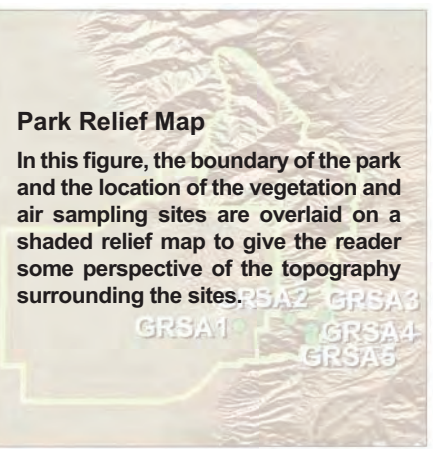 Park Relief Map
In this figure, the boundary of the park
and the location of the vegetation and
air sampling sites are overlaid on a
shaded relief map to give the reader
some perspective of the topography
surrounding the sites.
GRSA2 GRSA3
GRSA1 GRSA4
GRSA5